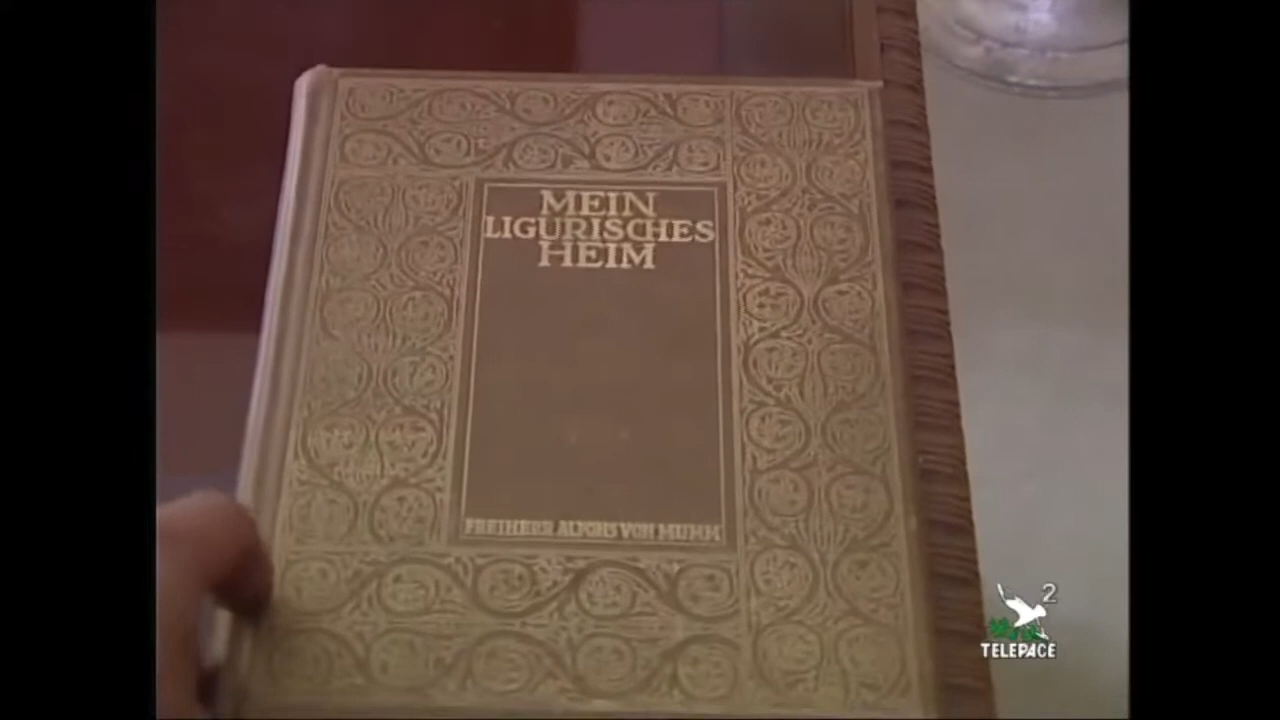 MEIN
LIGURISCHES
HEIM
FREIHERR ALFONS VON MUMM
2
TELEPACE